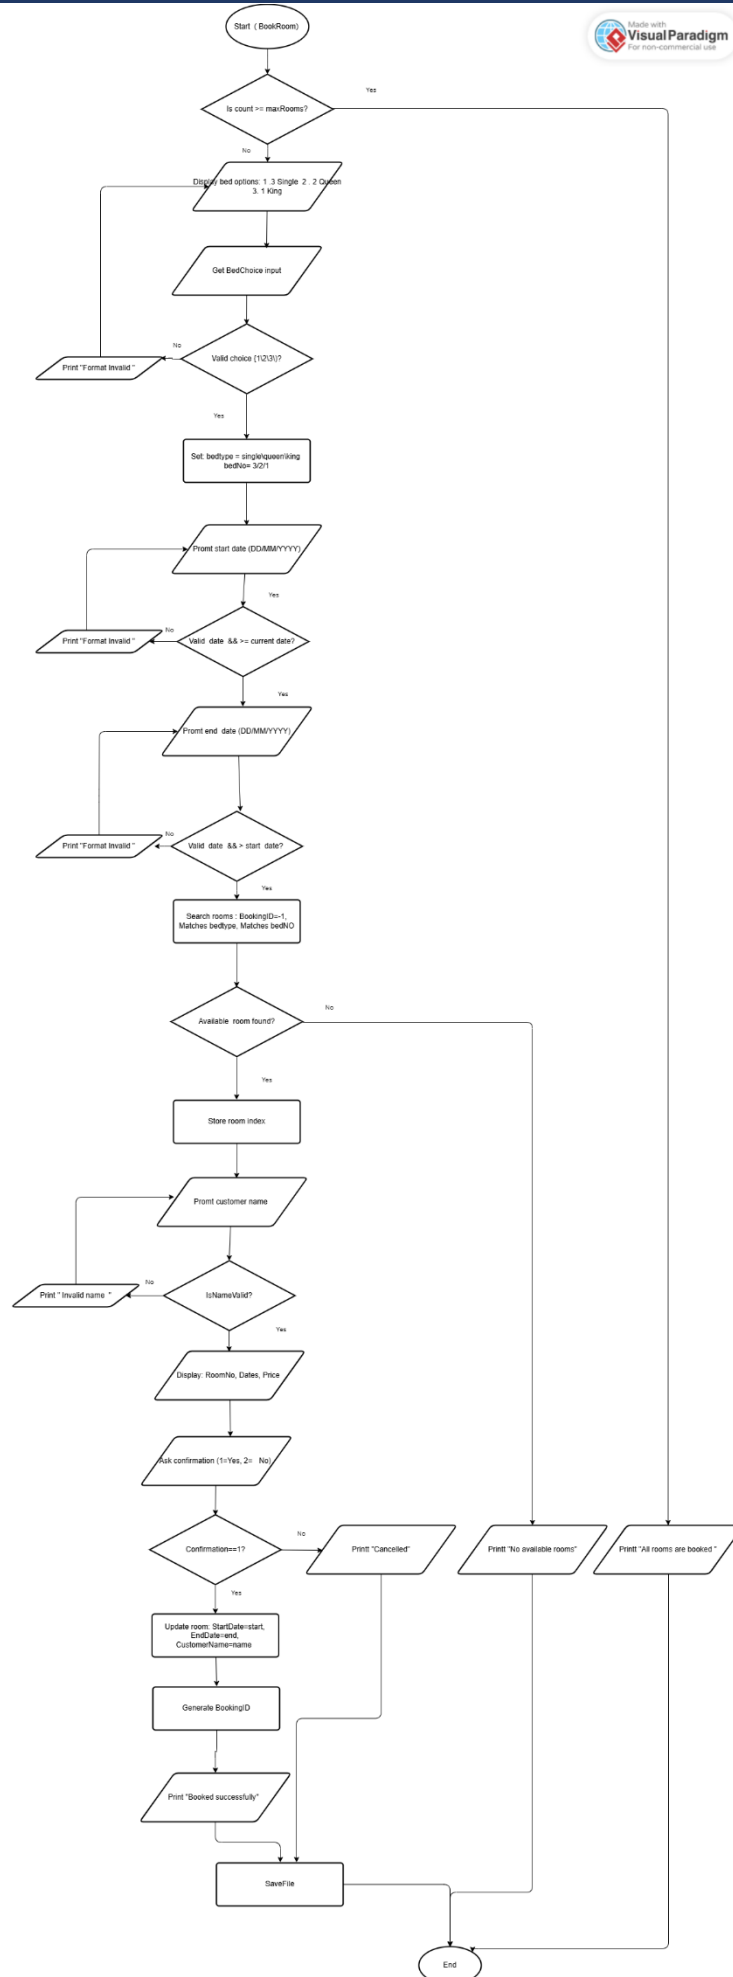 Start ( BookRoom)
Made with
VisualParadigm
For non-commercial use
Yes
Is count >= maxRooms?
No
Display bed options: 1 .3 Single 2 . 2 Queen
3. 1 King
Get BedChoice input
No
Valid choice {1\2\3\)?
Print "Format Invalid "
Yes
Set: bedtype = single\queen\king
bedNo= 3/2/1
Promt start date (DD/MM/YYYY)
Yes
No
Valid date && >= current date?
Print "Format Invalid "
Yes
Promt end date (DD/MM/YYYY)
No
Valid date && > start date?
Print "Format Invalid "
Yes
Search rooms : BookingID=-1,
Matches bedtype, Matches bedNO
No
Available room found?
Yes
Store room index
Promt customer name
No
IsNameValid?
Print " Invalid name "
Yes
Display: RoomNo, Dates, Price
Ask confirmation (1=Yes, 2= No)
No
Confirmation==1?
Printt "Cancelled"
Printt "No available rooms"
Printt "All rooms are booked "
Yes
Update room: StartDate=start,
EndDate=end,
CustomerName=name
Generate BookingID
Print "Booked successfully"
SaveFile
End